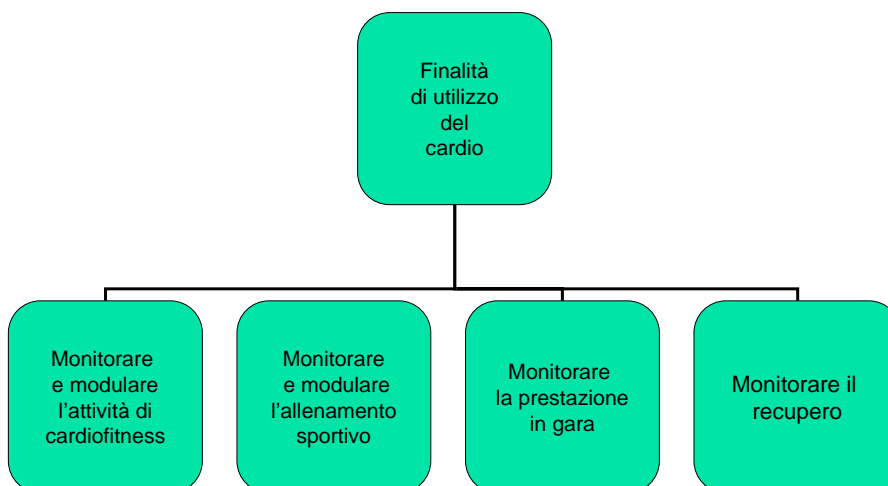 Finalità
di utilizzo
del
cardio
Monitorare
e modulare
l'attività di
cardiofitness
Monitorare
e modulare
l'allenamento
sportivo
Monitorare
la prestazione
in gara
Monitorare il
recupero